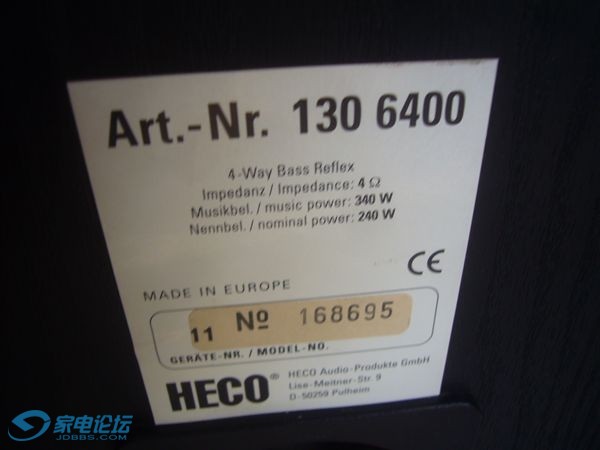 Art.-Nr. 130 6400
4-Way Bass Reflex
Impedanz / Impedance: 4 Ω
Musikbel. / music power: 340 W
Nennbel. / nominal power: 240 W
CE
MADE IN EUROPE
11 No 168695
GERÄTE-NR. / MODEL-NO.
HECO®
HECO Audio-Produkte GmbH
Lise-Meitner-Str. 9
D-50259 Pulheim
家电论坛
JDBBS.COM